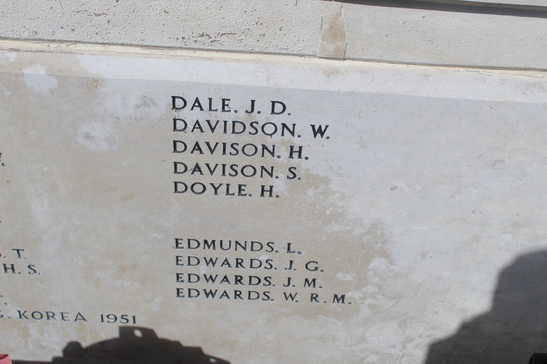 DALE. J. D.
DAVIDSON. W.
DAVISON. H.
DAVISON. S.
DOYLE. H.
EDMUNDS. L.
EDWARDS. J. G.
EDWARDS. J. M.
EDWARDS. W. R. M.
T.
H. S.
KOREA 1951